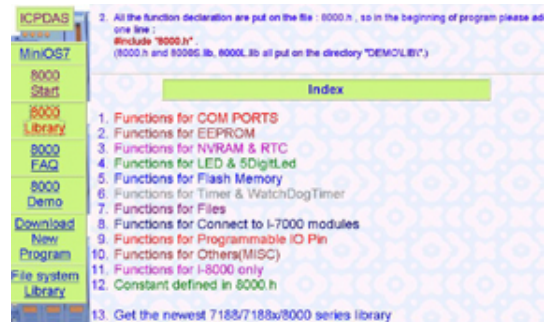 ICPDAS
MiniOS7
8000
Start
8000
Library
8000
FAQ
8000
Demo
Download
New
Program
File system
Library
2. All the function declaration are put on the file : 8000.h , so in the beginning of program please ad
one line :
#include "8000.h" .
(8000.h and 8000S.lib, 8000L.lib all put on the directory "DEMO\LIB\".)
Index
1. Functions for COM PORTS
2. Functions for EEPROM
3. Functions for NVRAM & RTC
4. Functions for LED & 5DigitLed
5. Functions for Flash Memory
6. Functions for Timer & WatchDogTimer
7. Functions for Files
8. Functions for Connect to I-7000 modules
9. Functions for Programmable IO Pin
10. Functions for Others(MISC)
11. Functions for I-8000 only
12. Constant defined in 8000.h
13. Get the newest 7188/7188x/8000 series library